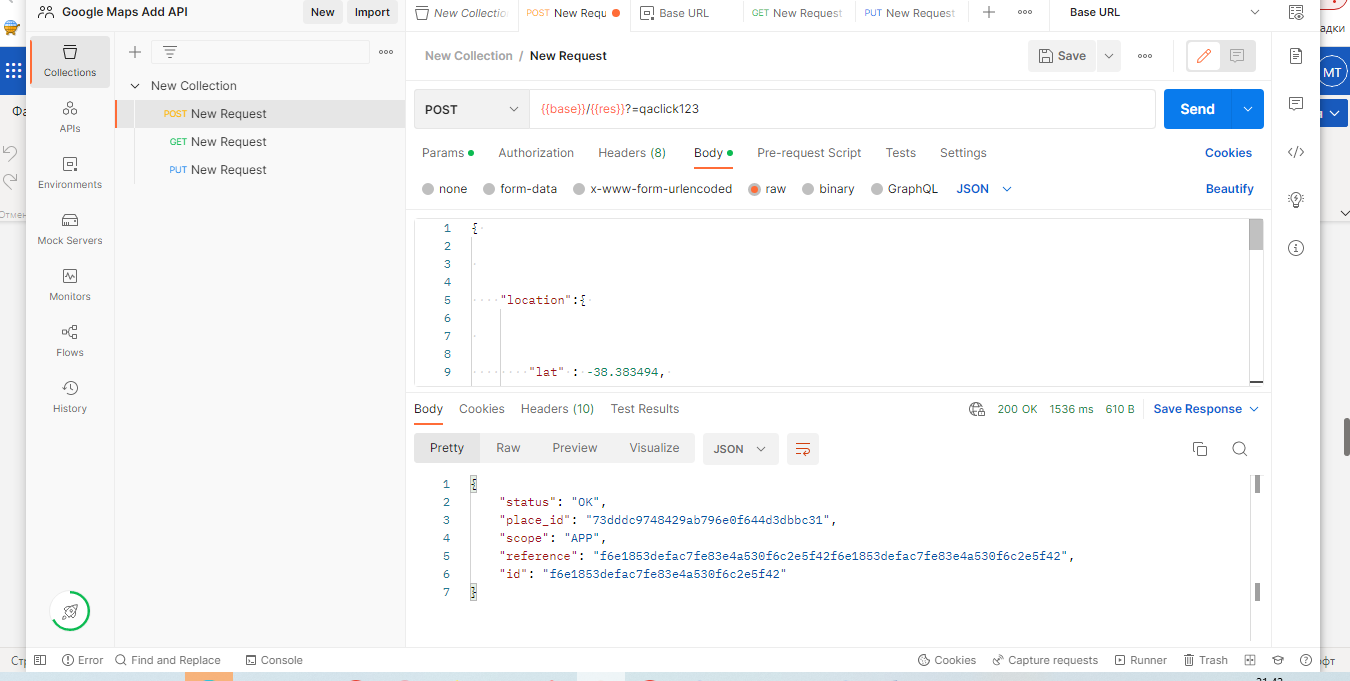 Google Maps Add API
New
Import
New Collectio
POST New Requ
Base URL
GET New Request
PUT New Request
Base URL
Collections
APIs
Environments
Mock Servers
Monitors
Flows
History
New Collection
POST New Request
GET New Request
PUT New Request
New Collection / New Request
Save
POST
{{base}}/{{res}}?=qaclick123
Send
Params
Authorization
Headers (8)
Body
Pre-request Script
Tests
Settings
Cookies
none
form-data
x-www-form-urlencoded
raw
binary
GraphQL
JSON
Beautify
1 {
2
3
4
5 "location":{
6
7
8
9 "lat" : -38.383494,
Body
Cookies
Headers (10)
Test Results
200 OK
1536 ms
610 B
Save Response
Pretty
Raw
Preview
Visualize
JSON
1 {
2 "status": "OK",
3 "place_id": "73dddc9748429ab796e0f644d3dbbc31",
4 "scope": "APP",
5 "reference": "f6e1853defac7fe83e4a530f6c2e5f42f6e1853defac7fe83e4a530f6c2e5f42",
6 "id": "f6e1853defac7fe83e4a530f6c2e5f42"
7 }
Error
Find and Replace
Console
Cookies
Capture requests
Runner
Trash
MT